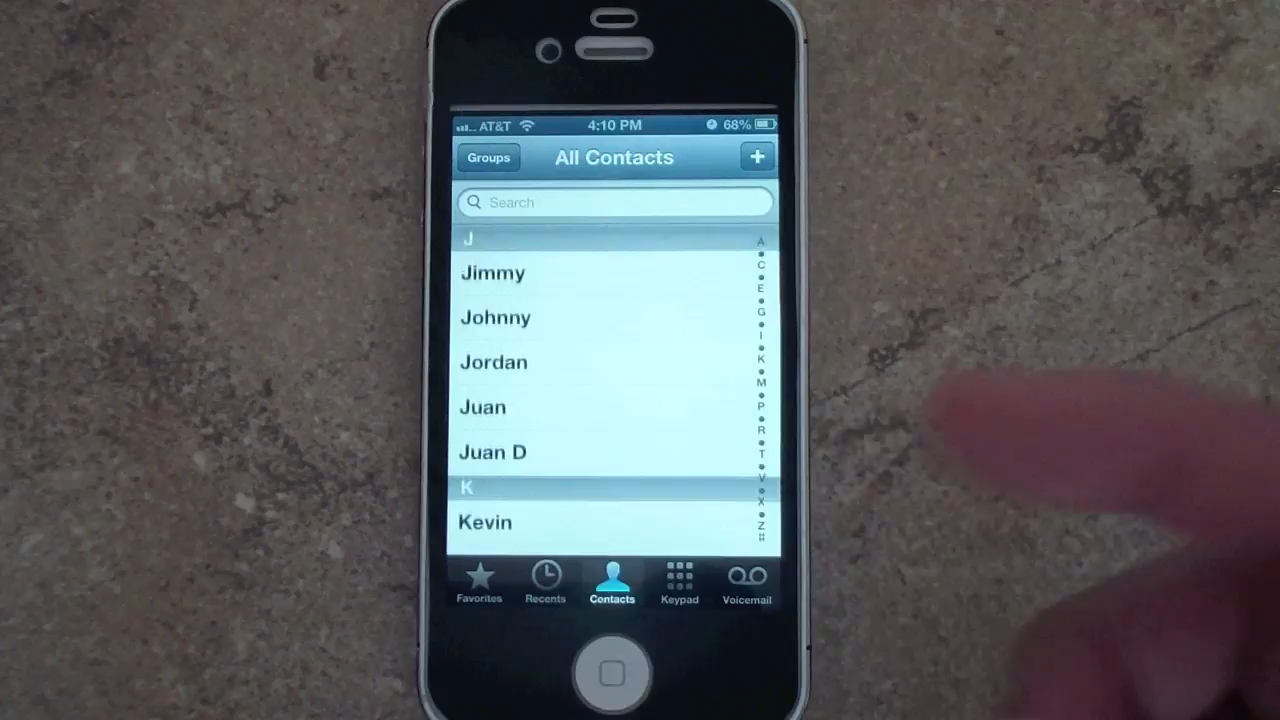 AT&T 4:10 PM 68%
Groups All Contacts +
Search
J
Jimmy
Johnny
Jordan
Juan
Juan D
K
Kevin
A
C
E
G
I
K
M
P
R
T
V
X
Z
#
Favorites Recents Contacts Keypad Voicemail